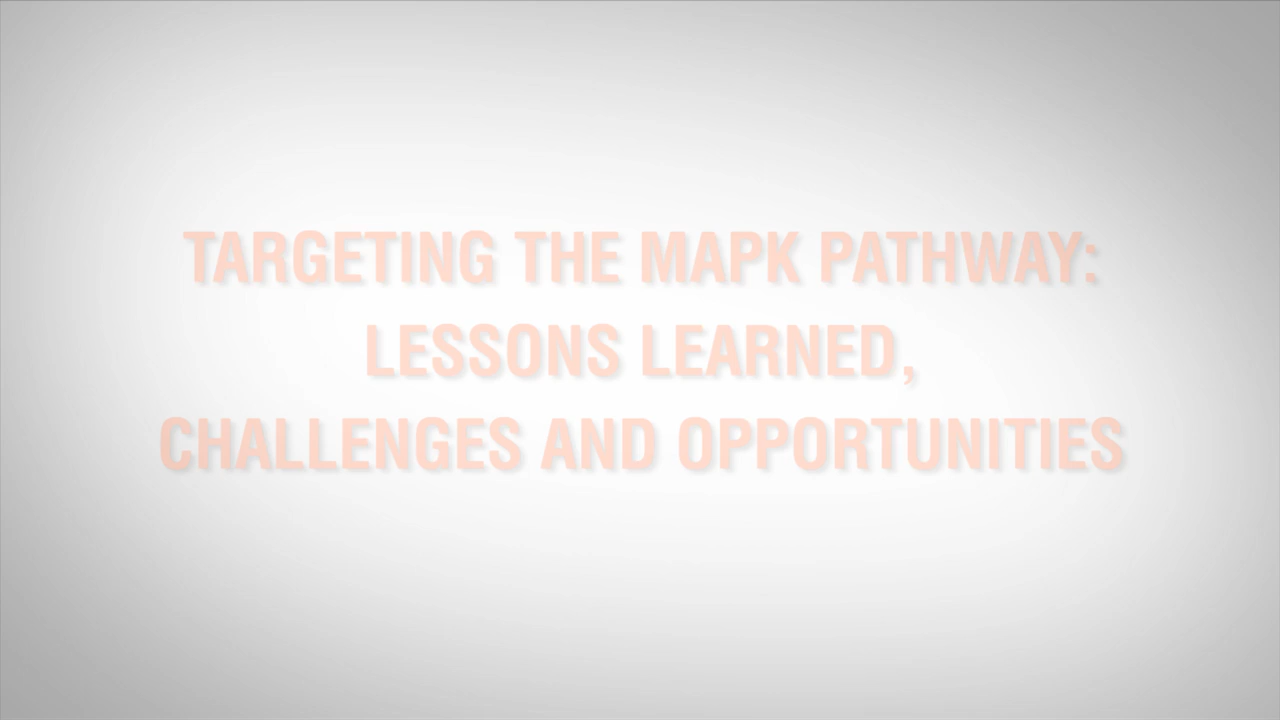 TARGETING THE MAPK PATHWAY:
LESSONS LEARNED,
CHALLENGES AND OPPORTUNITIES